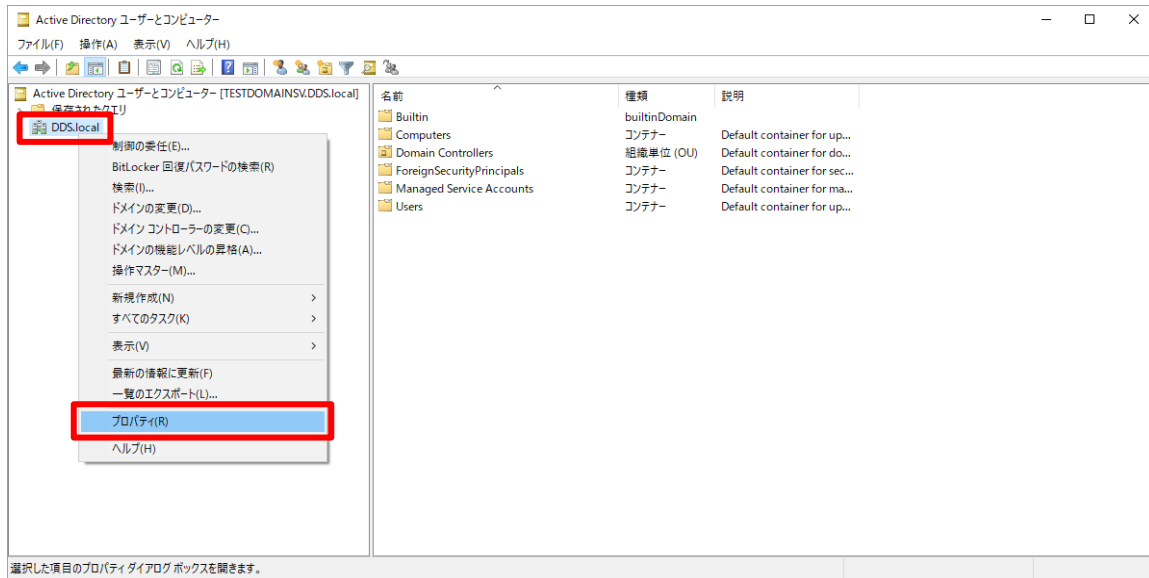 Active Directory ユーザーとコンピューター
ファイル(F) 操作(A) 表示(V) ヘルプ(H)
Active Directory ユーザーとコンピューター [TESTDOMAINSV.DDS.local]
保存されたクエリ
DDS.local
制御の委任(E)...
BitLocker 回復パスワードの検索(R)
検索(I)...
ドメインの変更(D)...
ドメイン コントローラーの変更(C)...
ドメインの機能レベルの昇格(A)...
操作マスター(M)...
新規作成(N)
すべてのタスク(K)
表示(V)
最新の情報に更新(F)
一覧のエクスポート(L)...
プロパティ(R)
ヘルプ(H)
名前 種類 説明
Builtin builtinDomain
Computers コンテナー Default container for up...
Domain Controllers 組織単位 (OU) Default container for do...
ForeignSecurityPrincipals コンテナー Default container for sec...
Managed Service Accounts コンテナー Default container for ma...
Users コンテナー Default container for up...
選択した項目のプロパティ ダイアログ ボックスを開きます。